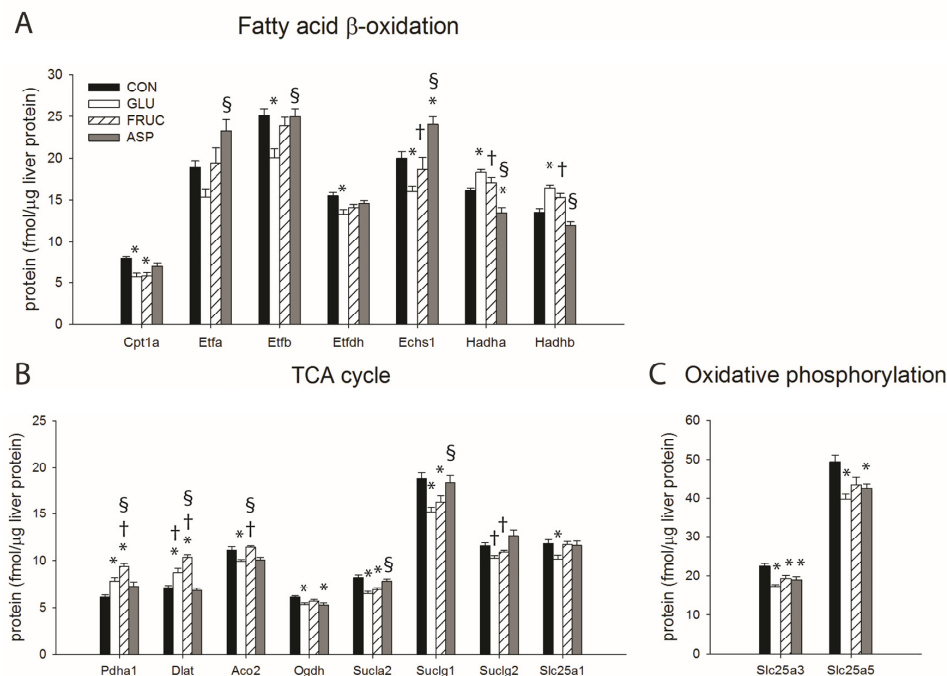 A Fatty acid β-oxidation
protein (fmol/µg liver protein)
30
25
20
15
10
5
0
CON
GLU
FRUC
ASP
* *
§
* §
*
* † * §
* † * §
* † §
Cpt1a Etfa Etfb Etfdh Echs1 Hadha Hadhb
B TCA cycle
protein (fmol/µg liver protein)
25
20
15
10
5
0
* * † §
* † * † §
* † §
* *
* * §
* * §
† †
*
Pdha1 Dlat Aco2 Ogdh Sucla2 Suclg1 Suclg2 Slc25a1
C Oxidative phosphorylation
protein (fmol/µg liver protein)
60
50
40
30
20
10
0
* * *
* *
Slc25a3 Slc25a5